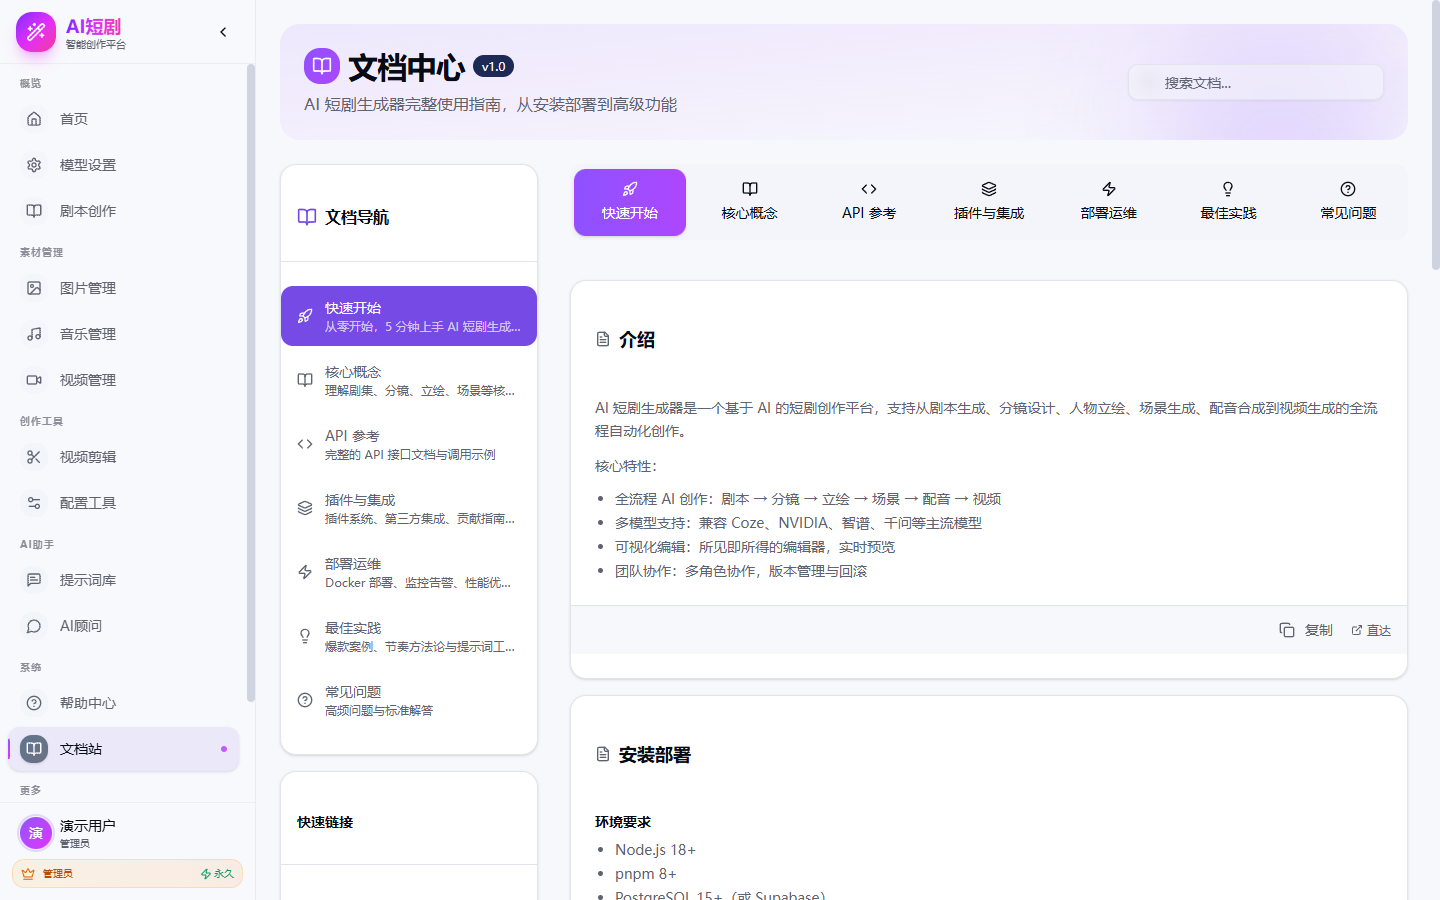 AI短剧
智能创作平台
概览
首页
模型设置
剧本创作
素材管理
图片管理
音乐管理
视频管理
创作工具
视频剪辑
配置工具
AI助手
提示词库
AI顾问
系统
帮助中心
文档站
更多
演
演示用户
管理员
管理员
永久
文档中心
v1.0
AI 短剧生成器完整使用指南，从安装部署到高级功能
搜索文档...
文档导航
快速开始
从零开始，5 分钟上手 AI 短剧生成...
核心概念
理解剧集、分镜、立绘、场景等核...
API 参考
完整的 API 接口文档与调用示例
插件与集成
插件系统、第三方集成、贡献指南...
部署运维
Docker 部署、监控告警、性能优...
最佳实践
爆款案例、节奏方法论与提示词工...
常见问题
高频问题与标准解答
快速链接
快速开始
核心概念
API 参考
插件与集成
部署运维
最佳实践
常见问题
介绍
AI 短剧生成器是一个基于 AI 的短剧创作平台，支持从剧本生成、分镜设计、人物立绘、场景生成、配音合成到视频生成的全流
程自动化创作。
核心特性：
• 全流程 AI 创作：剧本 → 分镜 → 立绘 → 场景 → 配音 → 视频
• 多模型支持：兼容 Coze、NVIDIA、智谱、千问等主流模型
• 可视化编辑：所见即所得的编辑器，实时预览
• 团队协作：多角色协作，版本管理与回滚
复制
直达
安装部署
环境要求
• Node.js 18+
• pnpm 8+
• PostgreSQL 15+（或 Supabase）